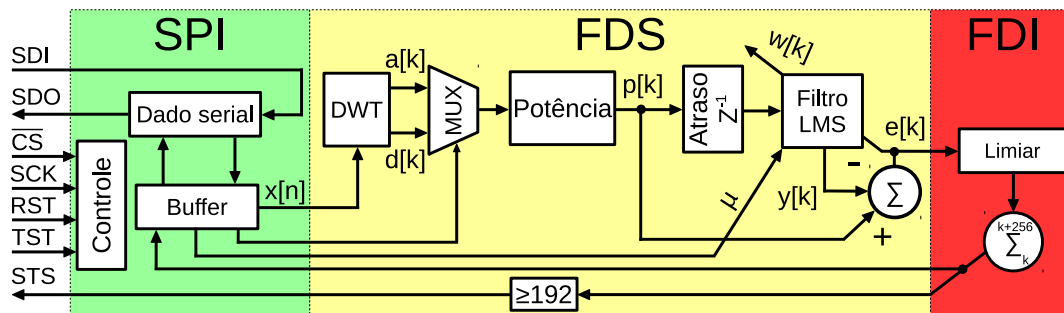 SPI
FDS
FDI
SDI
SDO
CS
SCK
RST
TST
STS
Dado serial
Controle
Buffer
x[n]
DWT
a[k]
d[k]
MUX
Potência
p[k]
Atraso
Z⁻¹
w[k]
Filtro
LMS
μ
e[k]
-
y[k]
∑
+
Limiar
k+256
∑
k
≥192